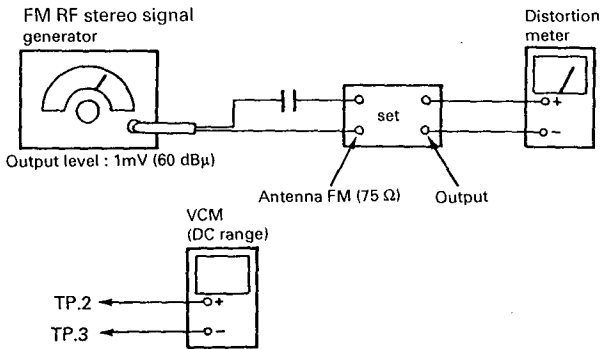 FM RF stereo signal
generator
Distortion
meter
+
−
set
Output level : 1mV (60 dBμ)
Antenna FM (75 Ω)
Output
VCM
(DC range)
TP.2
+
TP.3
−